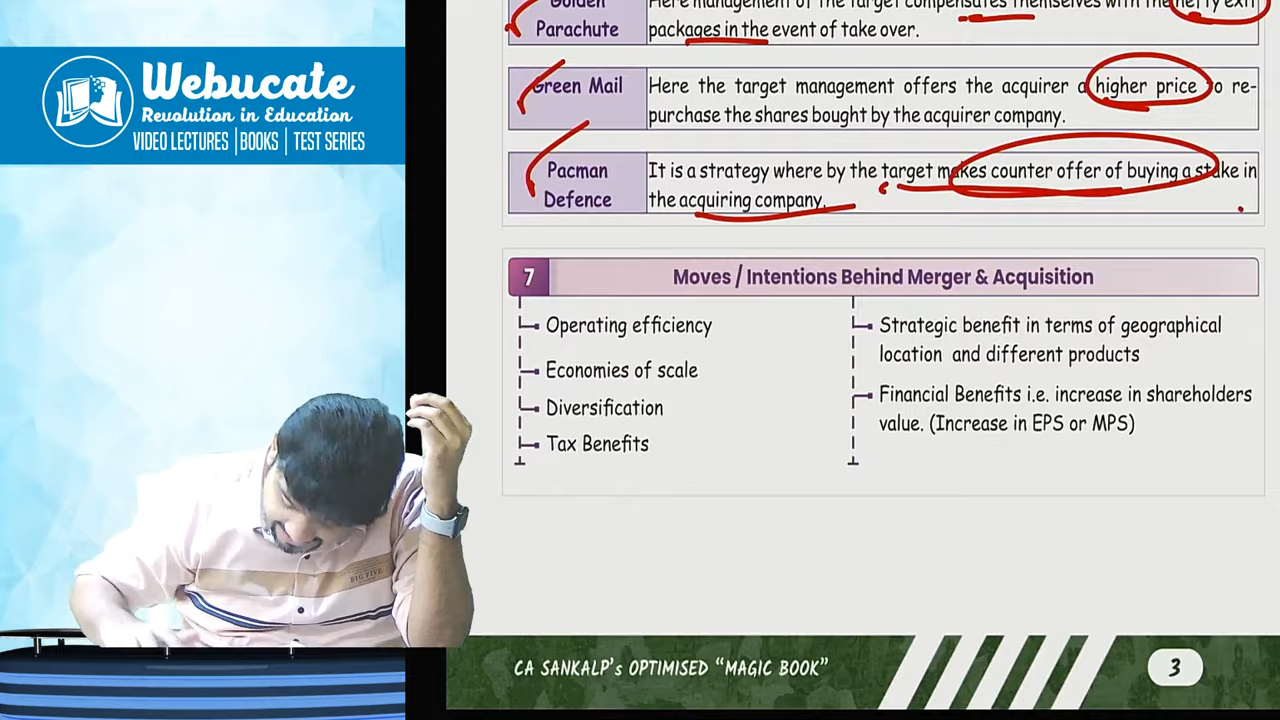 Webucate
Revolution in Education
VIDEO LECTURES | BOOKS | TEST SERIES
Golden Parachute
Here management of the target compensates themselves with the hefty exit
packages in the event of take over.
Green Mail
Here the target management offers the acquirer a higher price to re-
purchase the shares bought by the acquirer company.
Pacman
Defence
It is a strategy where by the target makes counter offer of buying a stake in
the acquiring company.
7
Moves / Intentions Behind Merger & Acquisition
Operating efficiency
Economies of scale
Diversification
Tax Benefits
Strategic benefit in terms of geographical
location and different products
Financial Benefits i.e. increase in shareholders
value. (Increase in EPS or MPS)
BIG FIVE
CA SANKALP's OPTIMISED "MAGIC BOOK"
3